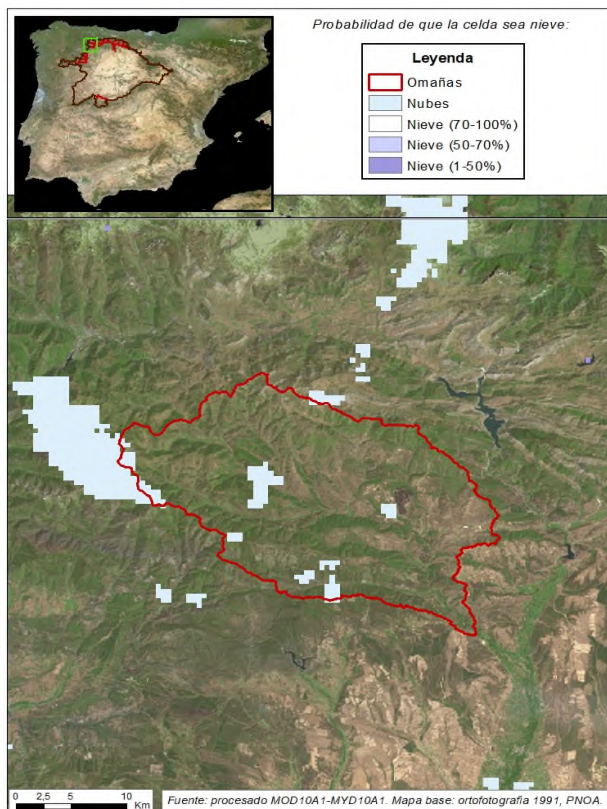 Probabilidad de que la celda sea nieve:
Leyenda
Omañas
Nubes
Nieve (70-100%)
Nieve (50-70%)
Nieve (1-50%)
0 2,5 5 10
Km
Fuente: procesado MOD10A1-MYD10A1. Mapa base: ortofotografia 1991, PNOA